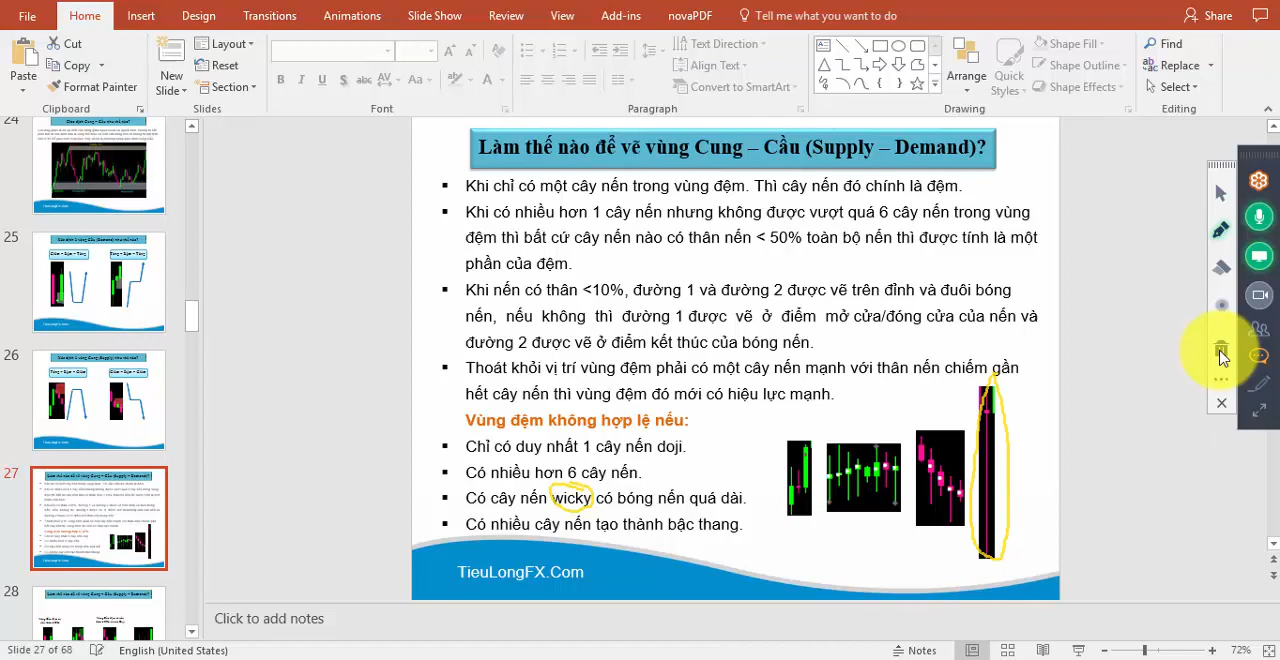 File Home Insert Design Transitions Animations Slide Show Review View Add-ins novaPDF Tell me what you want to do Share
Cut
Copy
Format Painter
Paste
Clipboard
New
Slide
Layout
Reset
Section
Slides
Font
Text Direction
Align Text
Convert to SmartArt
Paragraph
Arrange
Quick
Styles
Shape Fill
Shape Outline
Shape Effects
Drawing
Find
Replace
Select
Editing
24
25
26
27
28
Làm thế nào để vẽ vùng Cung – Cầu (Supply – Demand)?
Khi chỉ có một cây nến trong vùng đệm. Thì cây nến đó chính là đệm.
Khi có nhiều hơn 1 cây nến nhưng không được vượt quá 6 cây nến trong vùng
đệm thì bất cứ cây nến nào có thân nến < 50% toàn bộ nến thì được tính là một
phần của đệm.
Khi nến có thân <10%, đường 1 và đường 2 được vẽ trên đỉnh và đuôi bóng
nến, nếu không thì đường 1 được vẽ ở điểm mở cửa/đóng cửa của nến và
đường 2 được vẽ ở điểm kết thúc của bóng nến.
Thoát khỏi vị trí vùng đệm phải có một cây nến mạnh với thân nến chiếm gần
hết cây nến thì vùng đệm đó mới có hiệu lực mạnh.
Vùng đệm không hợp lệ nếu:
Chỉ có duy nhất 1 cây nến doji.
Có nhiều hơn 6 cây nến.
Có cây nến wicky có bóng nến quá dài.
Có nhiều cây nến tạo thành bậc thang.
TieuLongFX.Com
Click to add notes
Slide 27 of 68 English (United States) Notes 72%